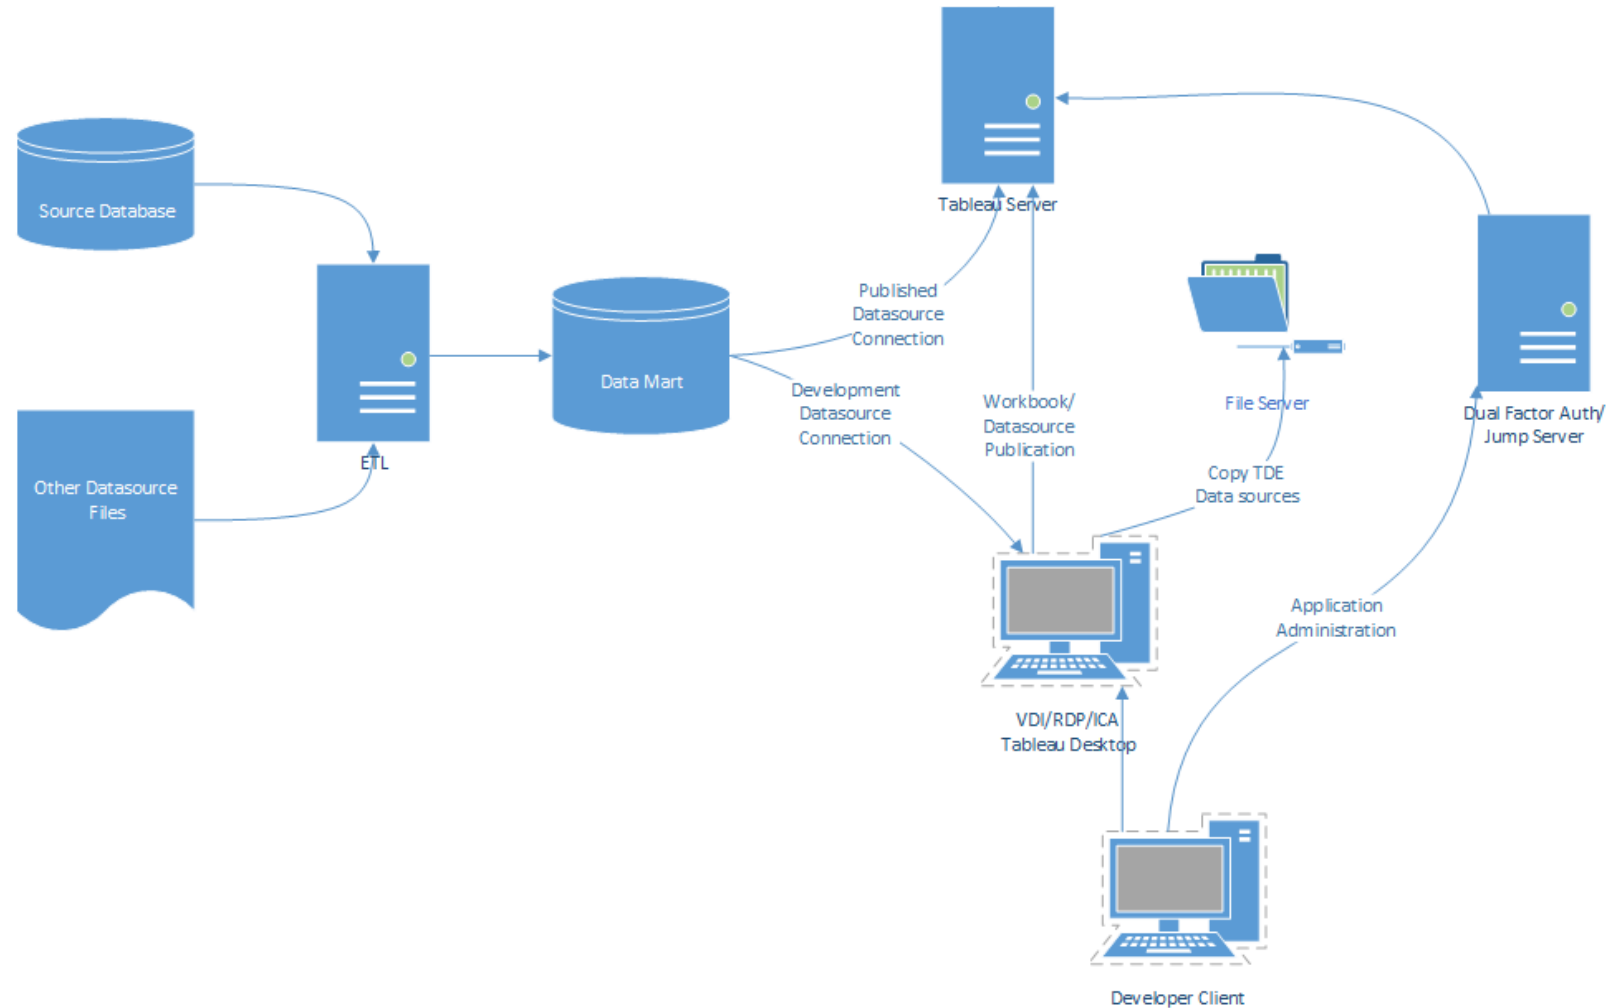 Tableau Server
Source Database
Published
Datasource
Connection
Data Mart
Development
Datasource
Connection
Workbook/
Datasource
Publication
File Server
Dual Factor Auth/
Jump Server
ETL
Other Datasource
Files
Copy TDE
Data sources
Application
Administration
VDI/RDP/ICA
Tableau Desktop
Developer Client